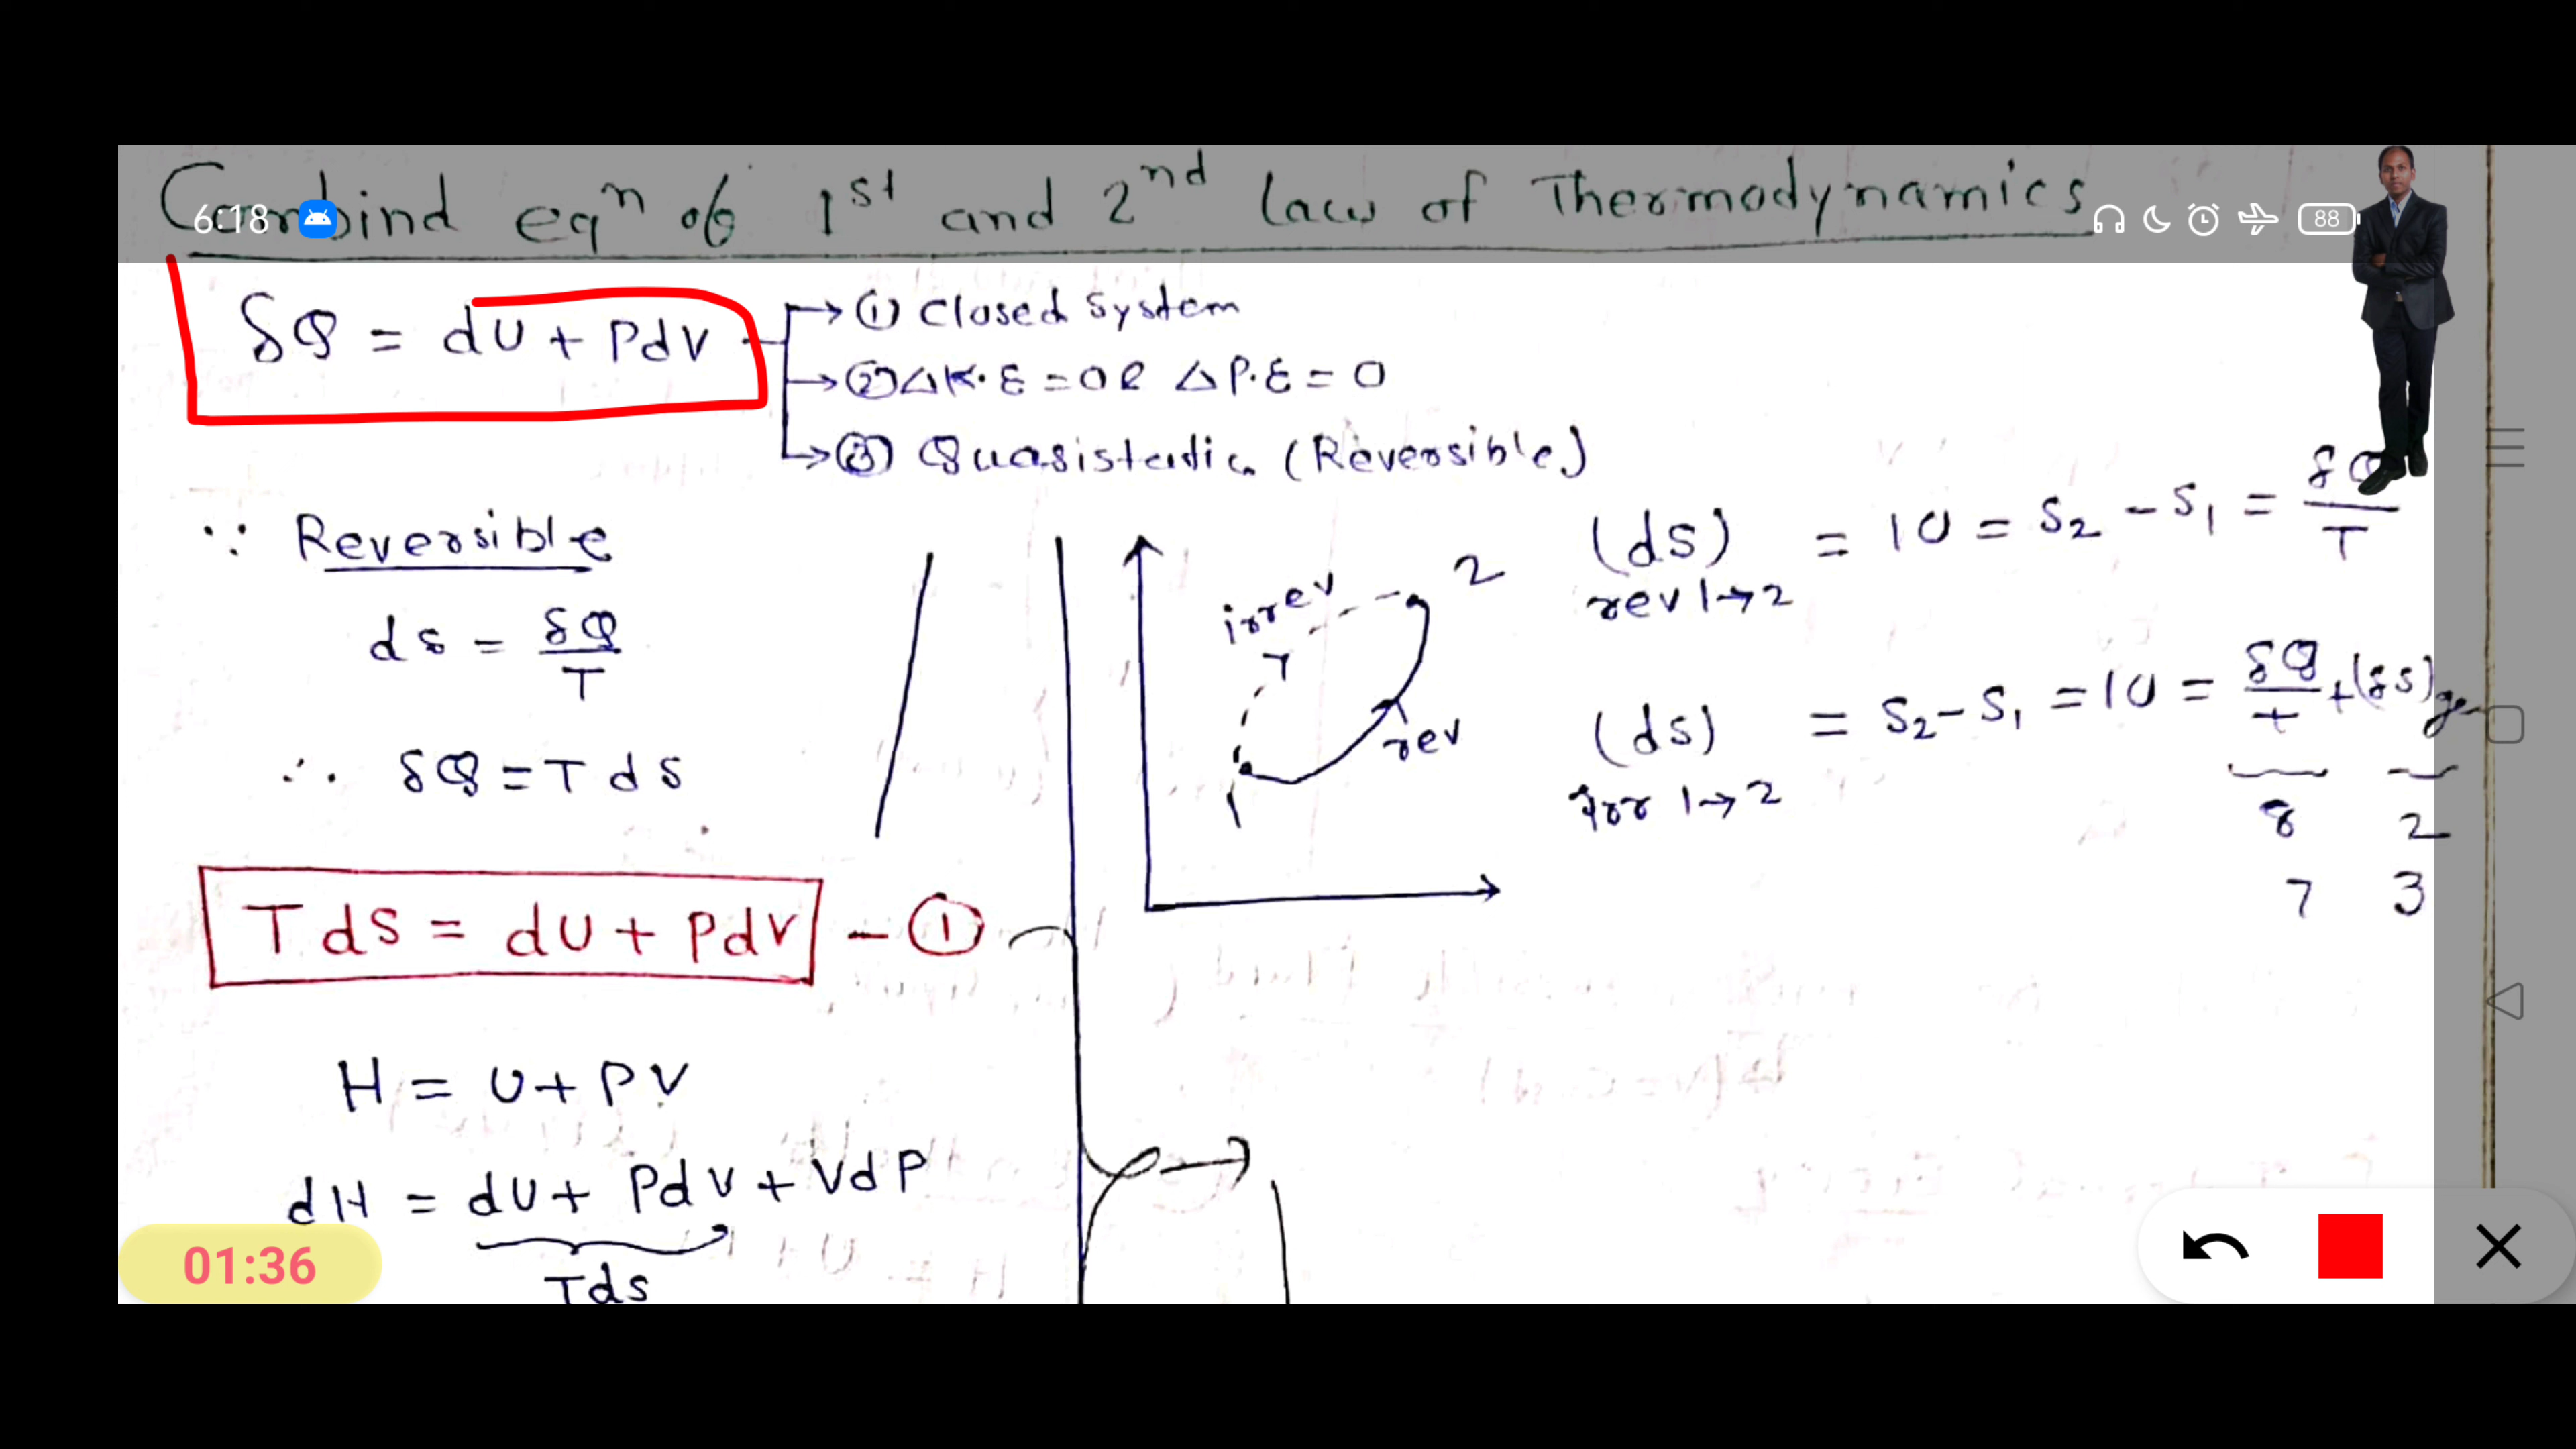 Combind eqⁿ of 1st and 2nd law of Thermodynamics
6:18
88
δQ = dU + PdV
→ ① Closed System
→ ② ΔK.E = 0 & ΔP.E = 0
→ ③ Quasistatic (Reversible)
∵ Reversible
ds = δQ/T
∴ δQ = T dS
TdS = dU + PdV - ①
H = U + PV
dH = dU + PdV + VdP
Tds
irrev
2
rev
1
(dS) rev 1→2 = 10 = S₂ - S₁ = δQ/T
(ds) irr 1→2 = S₂ - S₁ = 10 = δQ/T + (δS)gen
8 2
7 3
01:36